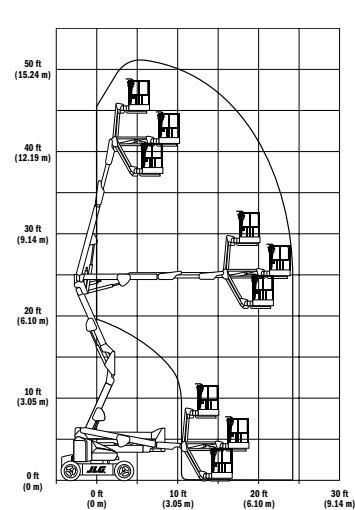 50 ft
(15.24 m)
40 ft
(12.19 m)
30 ft
(9.14 m)
20 ft
(6.10 m)
10 ft
(3.05 m)
0 ft
(0 m)
JLG
0 ft
(0 m)
10 ft
(3.05 m)
20 ft
(6.10 m)
30 ft
(9.14 m)